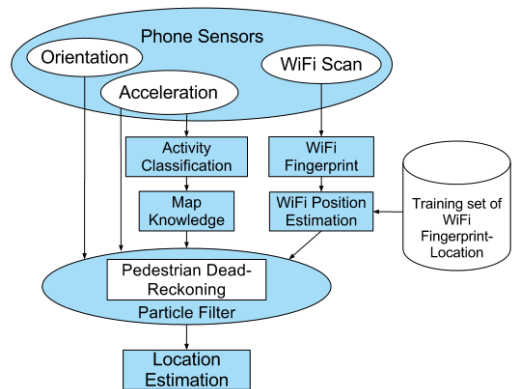 Phone Sensors
Orientation
WiFi Scan
Acceleration
Activity
Classification
WiFi
Fingerprint
Map
Knowledge
WiFi Position
Estimation
Training set of
WiFi
Fingerprint-
Location
Pedestrian Dead-
Reckoning
Particle Filter
Location
Estimation